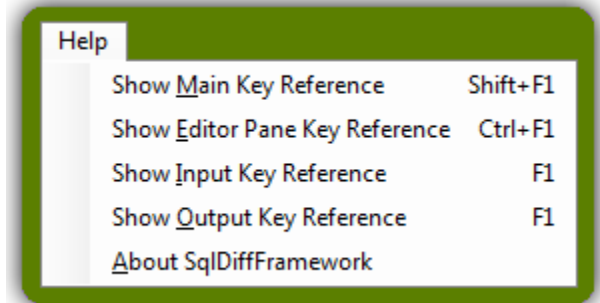 Help
Show Main Key Reference Shift+F1
Show Editor Pane Key Reference Ctrl+F1
Show Input Key Reference F1
Show Output Key Reference F1
About SqlDiffFramework